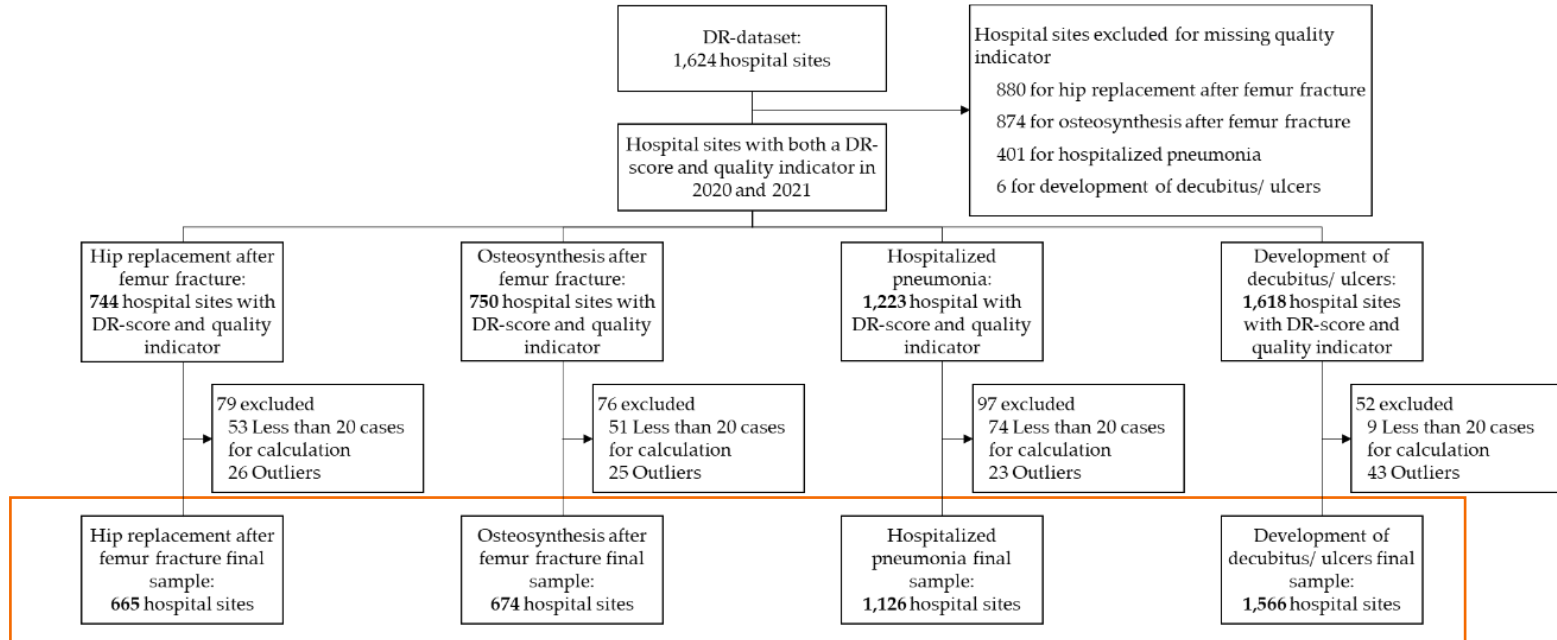 DR-dataset:
1,624 hospital sites
Hospital sites excluded for missing quality
indicator
880 for hip replacement after femur fracture
874 for osteosynthesis after femur fracture
401 for hospitalized pneumonia
6 for development of decubitus/ ulcers
Hospital sites with both a DR-
score and quality indicator in
2020 and 2021
Hip replacement after
femur fracture:
744 hospital sites with
DR-score and quality
indicator
Osteosynthesis after
femur fracture:
750 hospital sites with
DR-score and quality
indicator
Hospitalized
pneumonia:
1,223 hospital with
DR-score and quality
indicator
Development of
decubitus/ ulcers:
1,618 hospital sites
with DR-score and
quality indicator
79 excluded
53 Less than 20 cases
for calculation
26 Outliers
76 excluded
51 Less than 20 cases
for calculation
25 Outliers
97 excluded
74 Less than 20 cases
for calculation
23 Outliers
52 excluded
9 Less than 20 cases
for calculation
43 Outliers
Hip replacement after
femur fracture final
sample:
665 hospital sites
Osteosynthesis after
femur fracture final
sample:
674 hospital sites
Hospitalized
pneumonia final
sample:
1,126 hospital sites
Development of
decubitus/ ulcers final
sample:
1,566 hospital sites